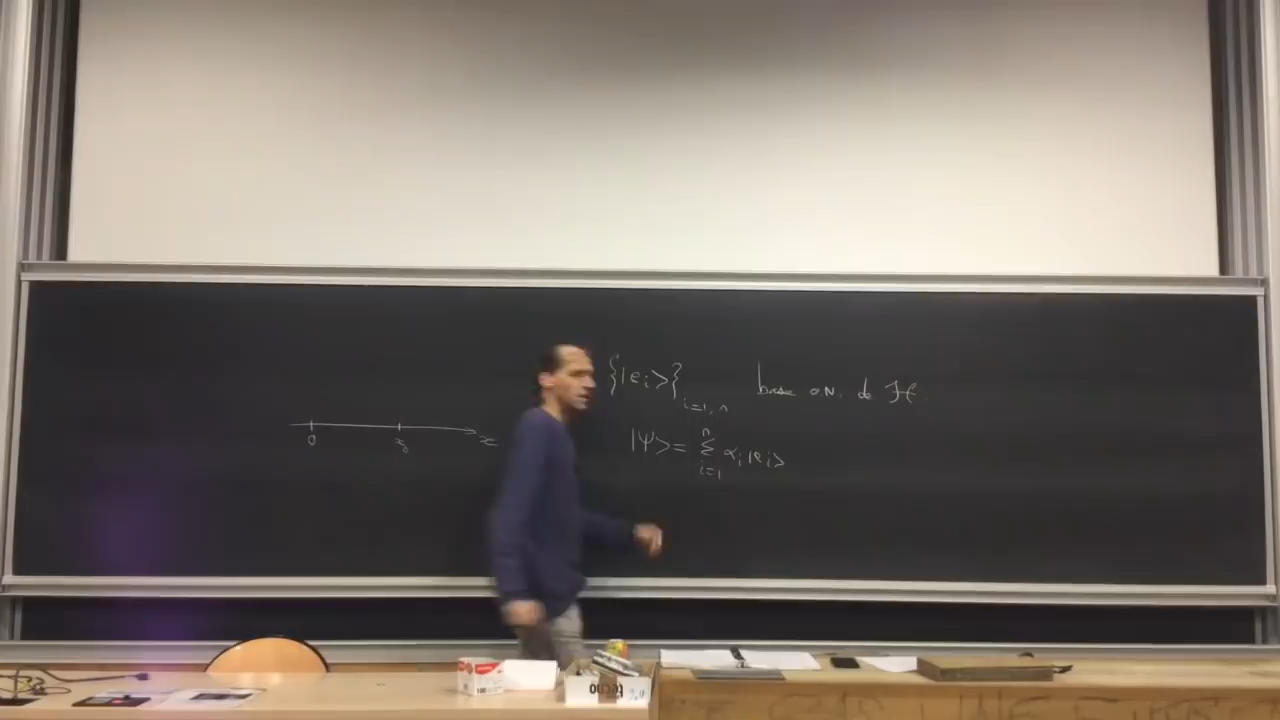 {|e_i>}_{i=1,n} base o.N. de ℋ.
|Ψ> = Σ_{i=1}^{n} α_i |e_i>
0 x_0 x